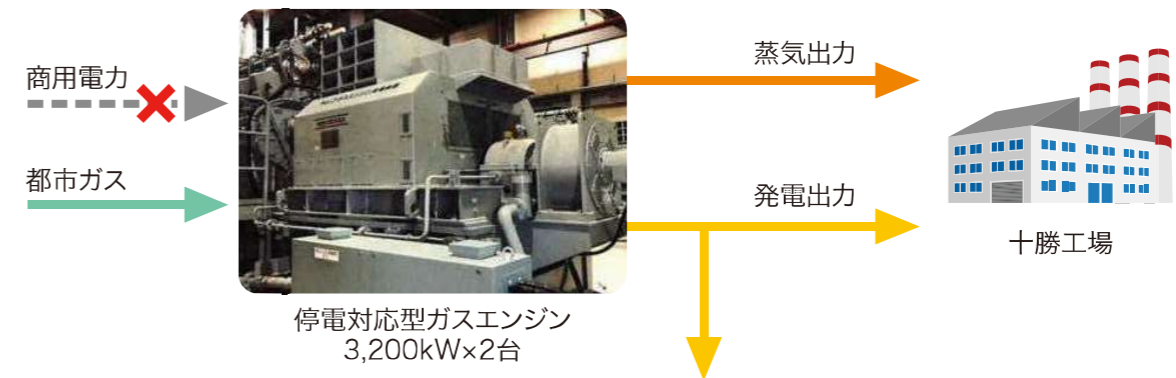 商用電力
都市ガス
蒸気出力
発電出力
十勝工場
停電対応型ガスエンジン
3,200kW×2台